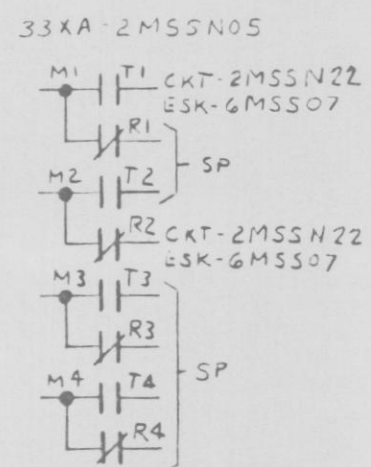 33XA-2MSSN05
M1 T1 CKT-2MSSN22
ESK-6MSS07
R1
SP
M2 T2
R2 CKT-2MSSN22
ESK-6MSS07
M3 T3
R3
SP
M4 T4
R4